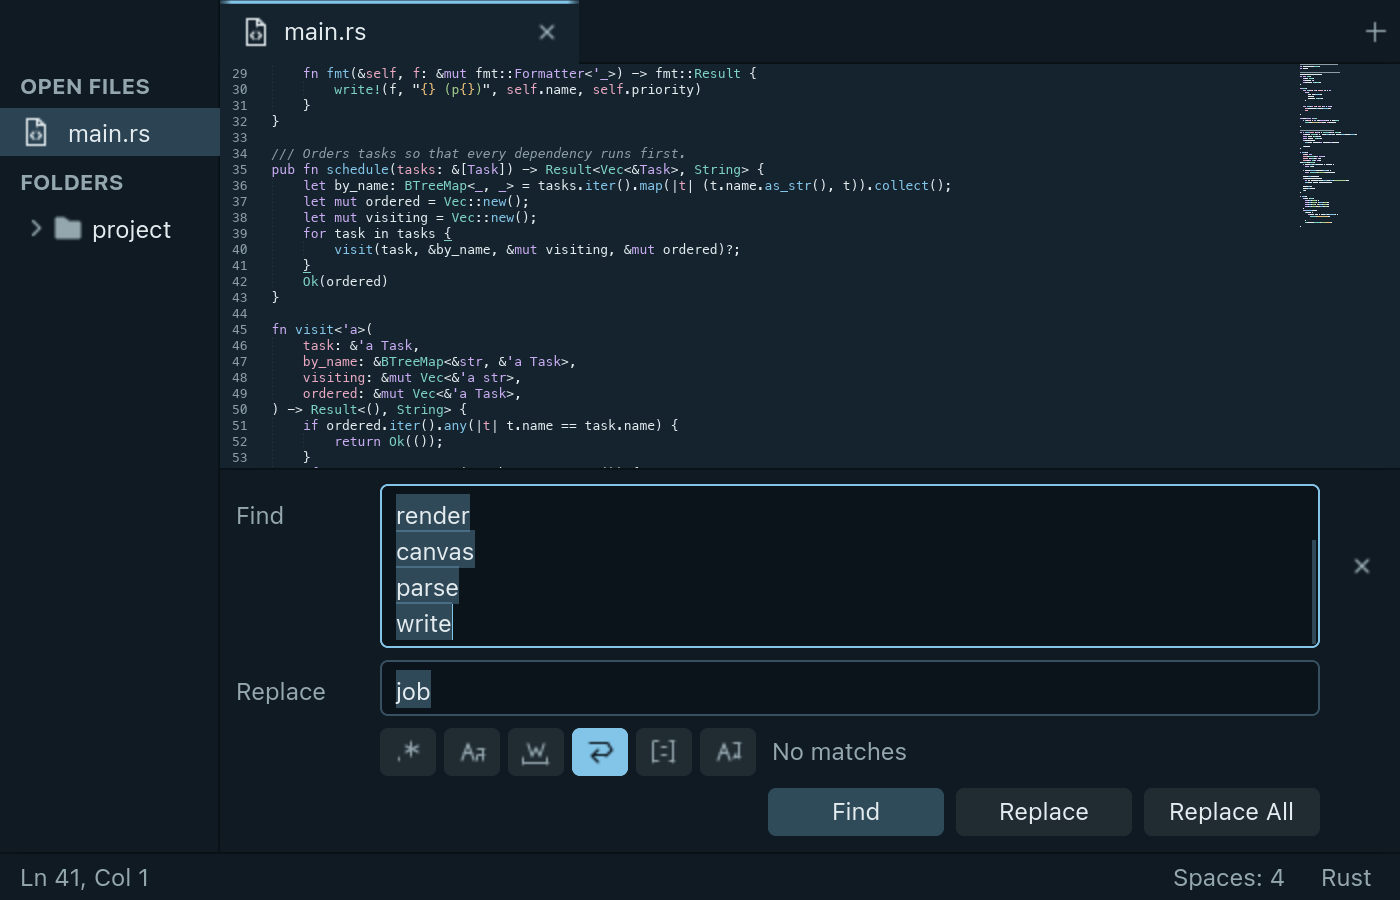 main.rs
OPEN FILES
main.rs
FOLDERS
project
29 fn fmt(&self, f: &mut fmt::Formatter<'_>) -> fmt::Result {
30 write!(f, "{} (p{})", self.name, self.priority)
31 }
32 }
33
34 /// Orders tasks so that every dependency runs first.
35 pub fn schedule(tasks: &[Task]) -> Result<Vec<&Task>, String> {
36 let by_name: BTreeMap<_, _> = tasks.iter().map(|t| (t.name.as_str(), t)).collect();
37 let mut ordered = Vec::new();
38 let mut visiting = Vec::new();
39 for task in tasks {
40 visit(task, &by_name, &mut visiting, &mut ordered)?;
41 }
42 Ok(ordered)
43 }
44
45 fn visit<'a>(
46 task: &'a Task,
47 by_name: &BTreeMap<&str, &'a Task>,
48 visiting: &mut Vec<&'a str>,
49 ordered: &mut Vec<&'a Task>,
50 ) -> Result<(), String> {
51 if ordered.iter().any(|t| t.name == task.name) {
52 return Ok(());
53 }
Find
render
canvas
parse
write
Replace
job
No matches
Find Replace Replace All
Ln 41, Col 1 Spaces: 4 Rust